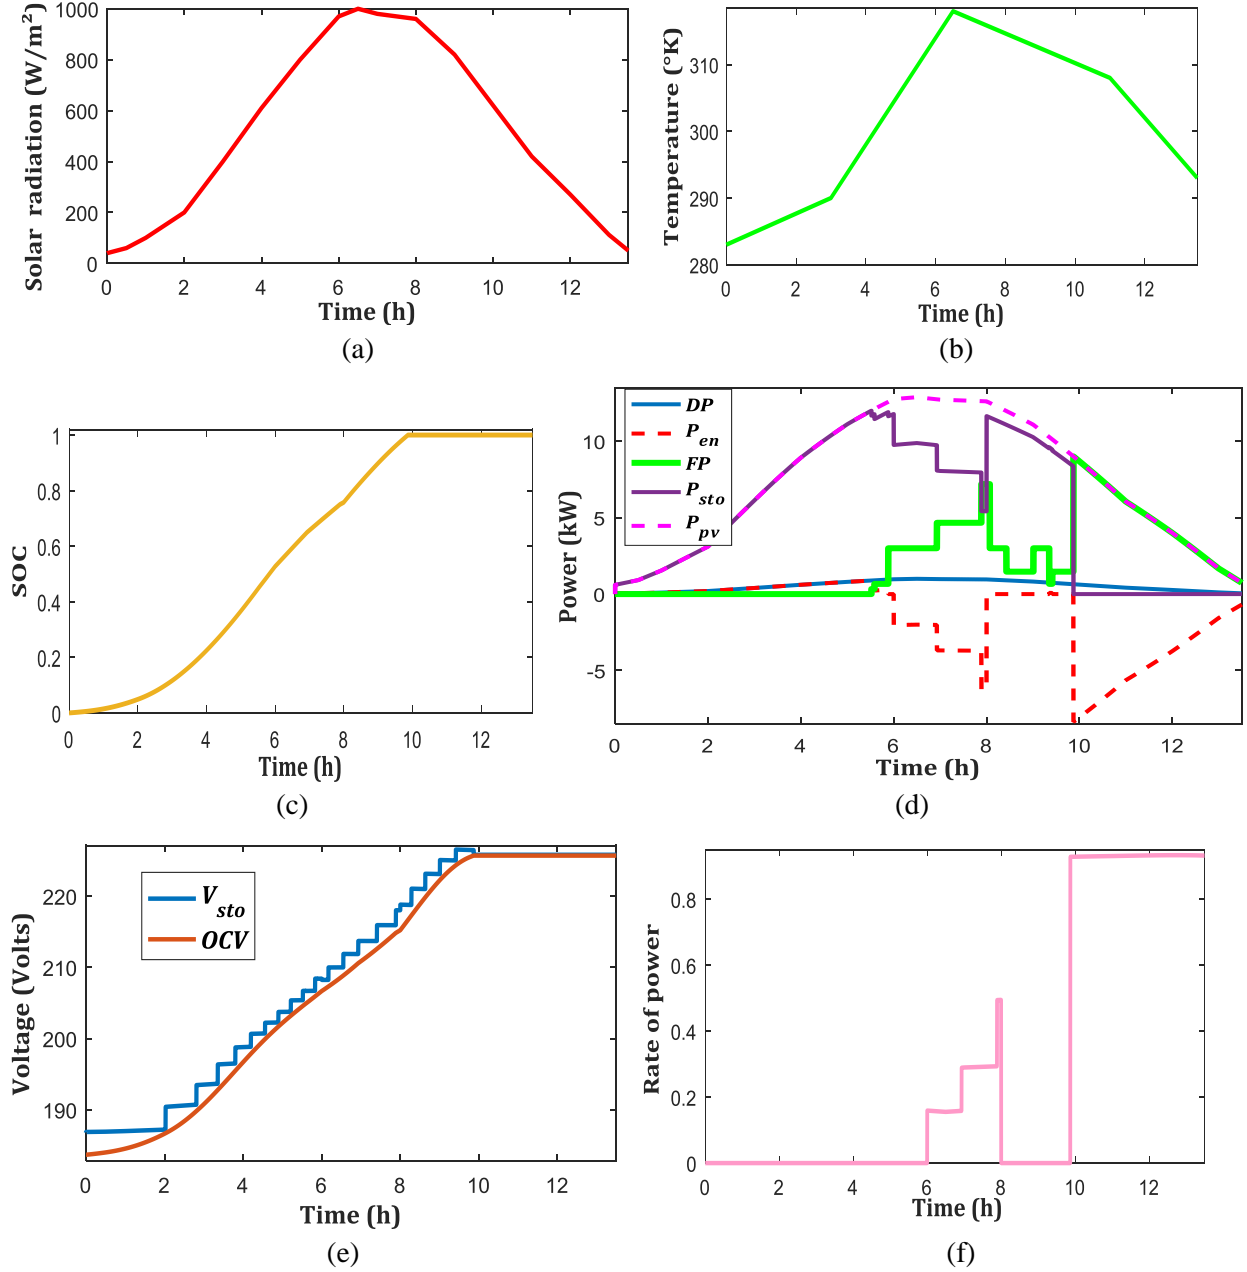 Solar radiation (W/m²)
1000
800
600
400
200
0
0 2 4 6 8 10 12
Time (h)
(a)
Temperature (°K)
310
300
290
280
0 2 4 6 8 10 12
Time (h)
(b)
SOC
1
0.8
0.6
0.4
0.2
0
0 2 4 6 8 10 12
Time (h)
(c)
Power (kW)
10
5
0
-5
DP
P_en
FP
P_sto
P_pv
0 2 4 6 8 10 12
Time (h)
(d)
Voltage (Volts)
220
210
200
190
V_sto
OCV
0 2 4 6 8 10 12
Time (h)
(e)
Rate of power
0.8
0.6
0.4
0.2
0
0 2 4 6 8 10 12
Time (h)
(f)